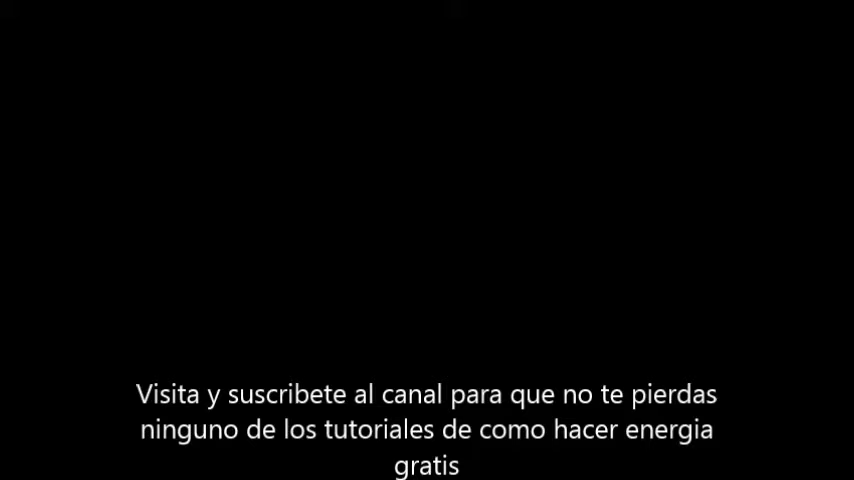 Visita y suscribete al canal para que no te pierdas
ninguno de los tutoriales de como hacer energia
gratis